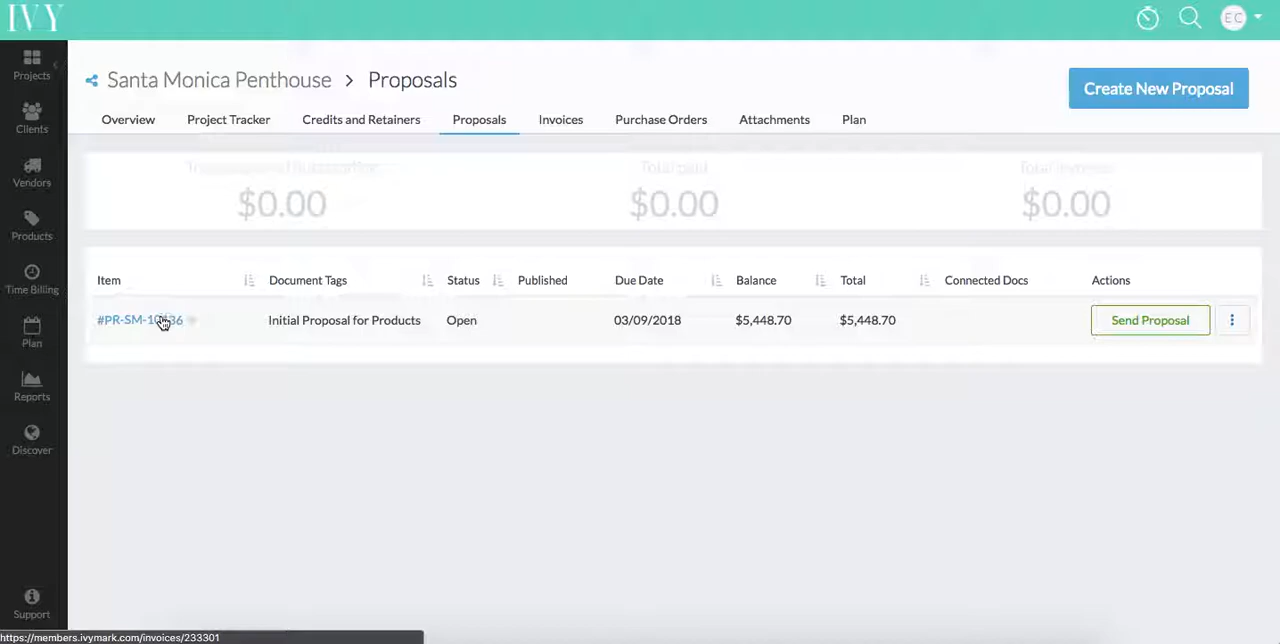 IVY
EC
Projects
Clients
Vendors
Products
Time Billing
Plan
Reports
Discover
Support
Santa Monica Penthouse > Proposals
Create New Proposal
Overview Project Tracker Credits and Retainers Proposals Invoices Purchase Orders Attachments Plan
Total paid
$0.00 $0.00 $0.00
Item Document Tags Status Published Due Date Balance Total Connected Docs Actions
Initial Proposal for Products Open 03/09/2018 $5,448.70 $5,448.70 Send Proposal
https://members.ivymark.com/invoices/233301